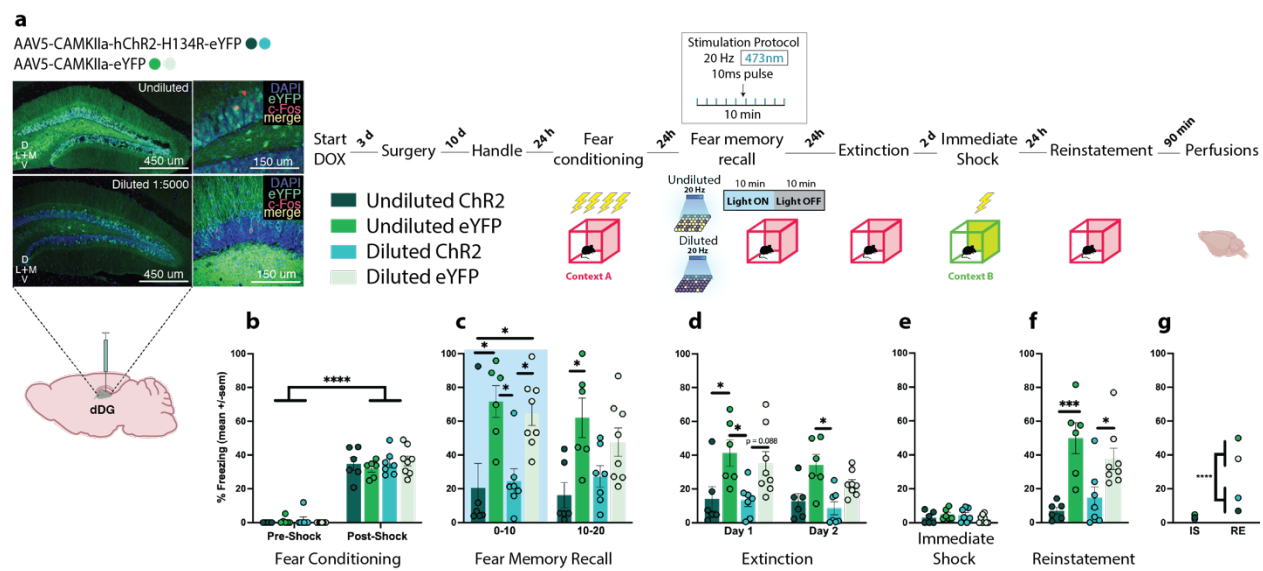 a
AAV5-CAMKIIa-hChR2-H134R-eYFP
AAV5-CAMKIIa-eYFP
Undiluted
D
L+M
V
450 um
DAPI
eYFP
c-Fos
merge
150 um
Diluted 1:5000
D
L+M
V
450 um
DAPI
eYFP
c-Fos
merge
150 um
dDG
Stimulation Protocol
20 Hz 473nm
10ms pulse
10 min
Start
DOX
3 d
Surgery
10 d
Handle
24 h
Fear
conditioning
24h
Fear memory
recall
24h
Extinction
2 d
Immediate
Shock
24 h
Reinstatement
90 min
Perfusions
Undiluted ChR2
Undiluted eYFP
Diluted ChR2
Diluted eYFP
Context A
Undiluted
20 Hz
Diluted
20 Hz
10 min 10 min
Light ON Light OFF
Context B
b
% Freezing (mean +/-sem)
100
80
60
40
20
0
****
Pre-Shock Post-Shock
Fear Conditioning
c
100
80
60
40
20
0
*
*
*
*
*
0-10 10-20
Fear Memory Recall
d
100
80
60
40
20
0
*
*
p = 0.088
*
Day 1 Day 2
Extinction
e
100
80
60
40
20
0
Immediate
Shock
f
100
80
60
40
20
0
***
*
Reinstatement
g
100
80
60
40
20
0
****
IS RE